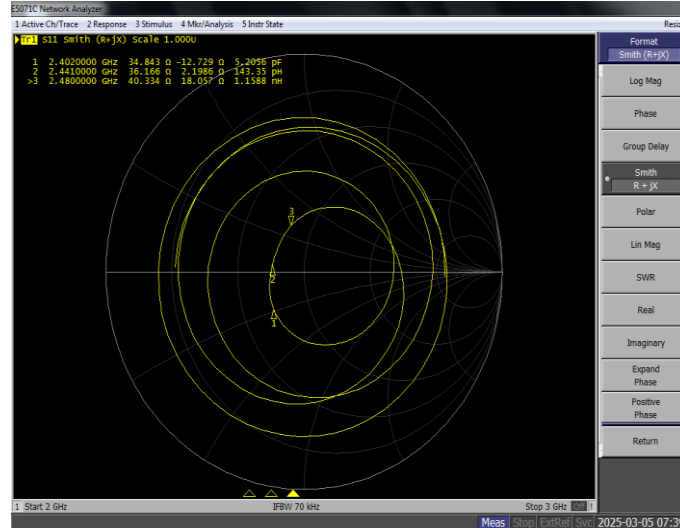 E5071C Network Analyzer
1 Active Ch/Trace 2 Response 3 Stimulus 4 Mkr/Analysis 5 Instr State
Tr1 S11 Smith (R+jX) Scale 1.000U
1 2.4020000 GHz 34.843 Ω -12.729 Ω 5.2056 pF
2 2.4410000 GHz 36.166 Ω 2.1986 Ω 143.35 pH
>3 2.4800000 GHz 40.334 Ω 18.057 Ω 1.1588 nH
3
2
1
Format
Smith (R+jX)
Log Mag
Phase
Group Delay
Smith
R + jX
Polar
Lin Mag
SWR
Real
Imaginary
Expand
Phase
Positive
Phase
Return
1 Start 2 GHz IFBW 70 kHz Stop 3 GHz Off !
Meas Stop ExtRef Svc 2025-03-05 07:39